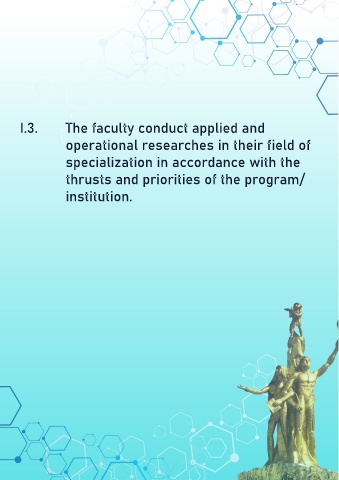 I.3. The faculty conduct applied and
operational researches in their field of
specialization in accordance with the
thrusts and priorities of the program/
institution.